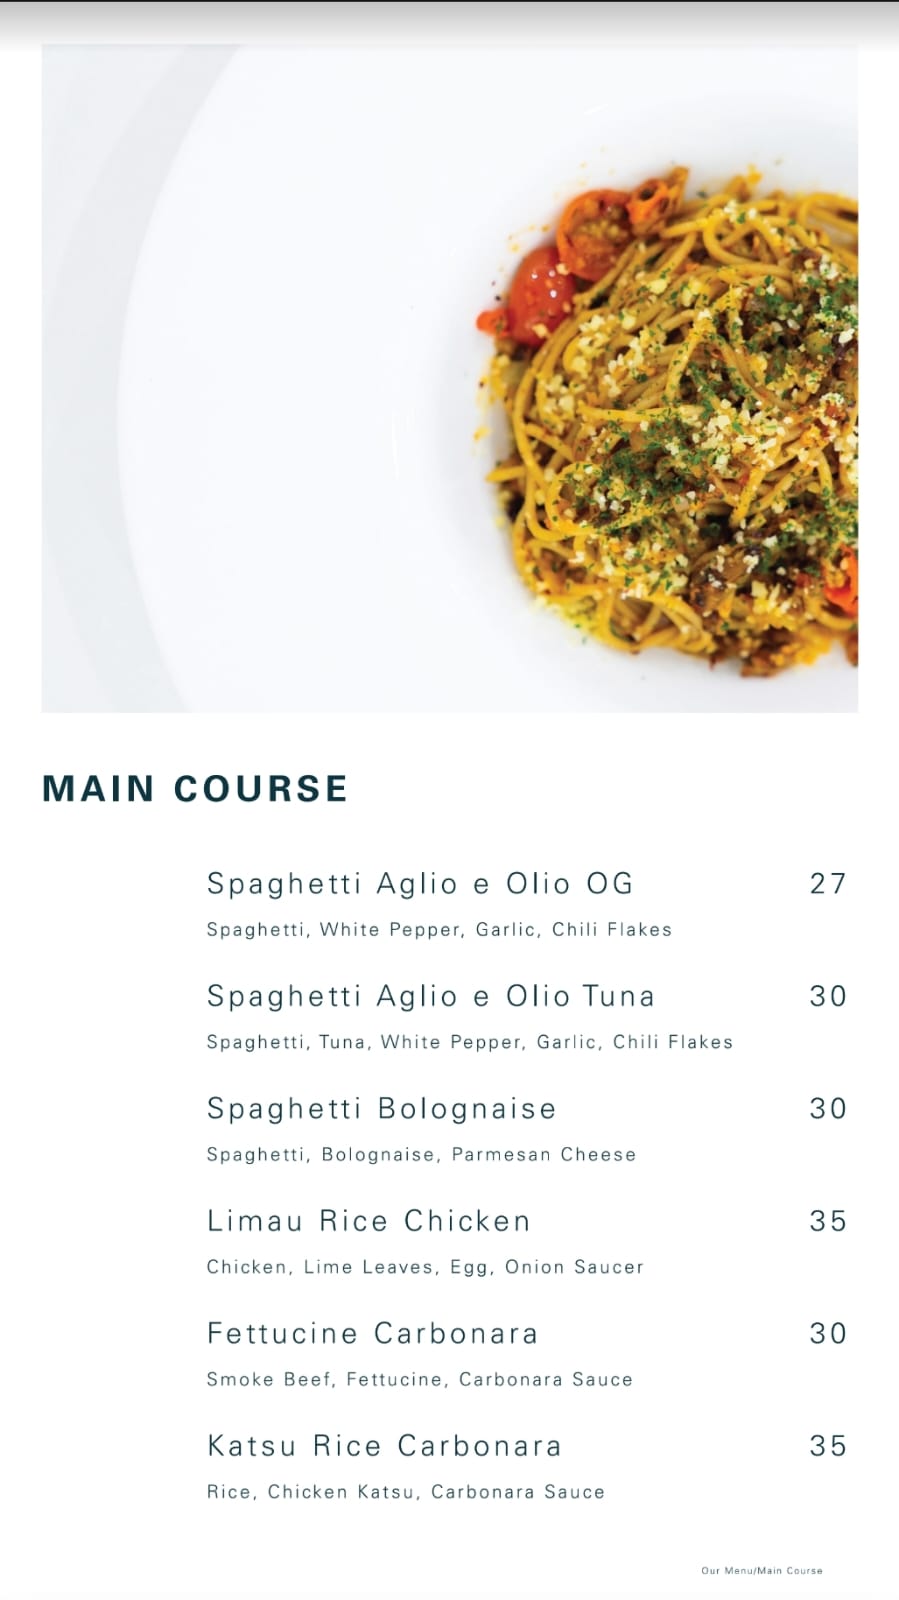 MAIN COURSE
Spaghetti Aglio e Olio OG 27
Spaghetti, White Pepper, Garlic, Chili Flakes
Spaghetti Aglio e Olio Tuna 30
Spaghetti, Tuna, White Pepper, Garlic, Chili Flakes
Spaghetti Bolognaise 30
Spaghetti, Bolognaise, Parmesan Cheese
Limau Rice Chicken 35
Chicken, Lime Leaves, Egg, Onion Saucer
Fettucine Carbonara 30
Smoke Beef, Fettucine, Carbonara Sauce
Katsu Rice Carbonara 35
Rice, Chicken Katsu, Carbonara Sauce
Our Menu/Main Course